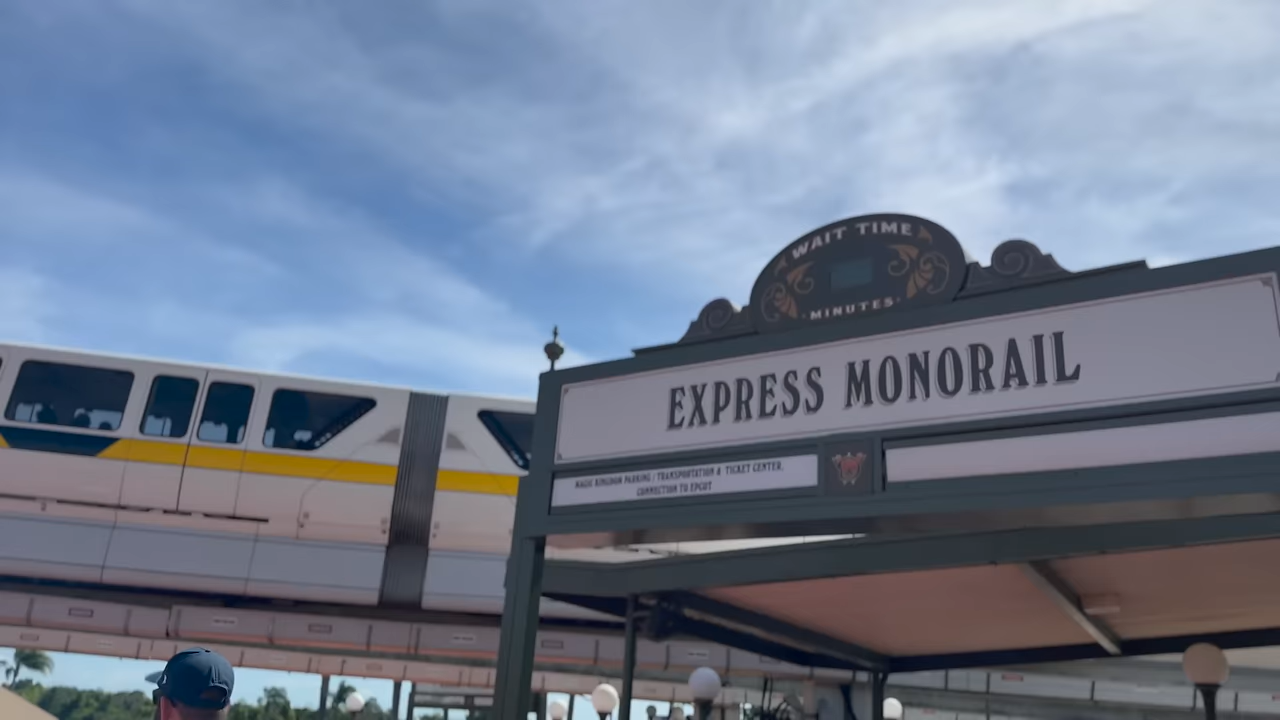 WAIT TIME
MINUTES
EXPRESS MONORAIL
MAGIC KINGDOM PARKING / TRANSPORTATION & TICKET CENTER,
CONNECTION TO EPCOT